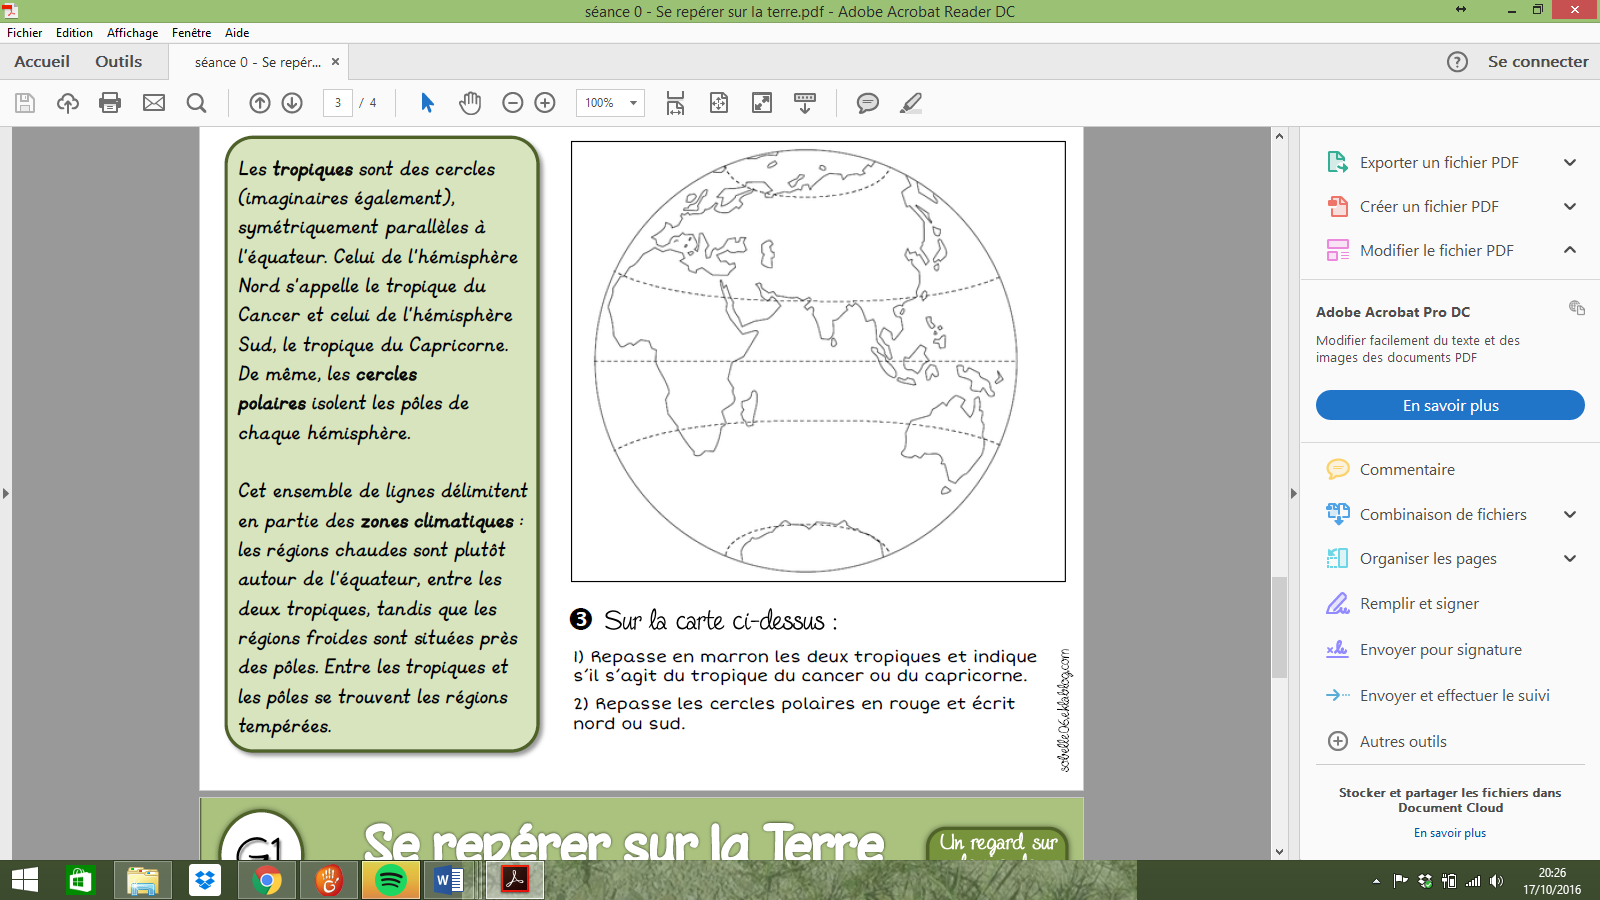 séance 0 - Se repérer sur la terre.pdf - Adobe Acrobat Reader DC
Fichier Edition Affichage Fenêtre Aide
Accueil Outils séance 0 - Se repér... × ? Se connecter
3 / 4 100%
Les tropiques sont des cercles
(imaginaires également),
symétriquement parallèles à
l'équateur. Celui de l'hémisphère
Nord s'appelle le tropique du
Cancer et celui de l'hémisphère
Sud, le tropique du Capricorne.
De même, les cercles
polaires isolent les pôles de
chaque hémisphère.
Cet ensemble de lignes délimitent
en partie des zones climatiques :
les régions chaudes sont plutôt
autour de l'équateur, entre les
deux tropiques, tandis que les
régions froides sont situées près
des pôles. Entre les tropiques et
les pôles se trouvent les régions
tempérées.
3 Sur la carte ci-dessus :
1) Repasse en marron les deux tropiques et indique
s'il s'agit du tropique du cancer ou du capricorne.
2) Repasse les cercles polaires en rouge et écrit
nord ou sud.
sobelle06.eklablog.com
G1
Se repérer sur la Terre
Un regard sur
Exporter un fichier PDF
Créer un fichier PDF
Modifier le fichier PDF
Adobe Acrobat Pro DC
Modifier facilement du texte et des
images des documents PDF
En savoir plus
Commentaire
Combinaison de fichiers
Organiser les pages
Remplir et signer
Envoyer pour signature
Envoyer et effectuer le suivi
Autres outils
Stocker et partager les fichiers dans
Document Cloud
En savoir plus
20:26
17/10/2016